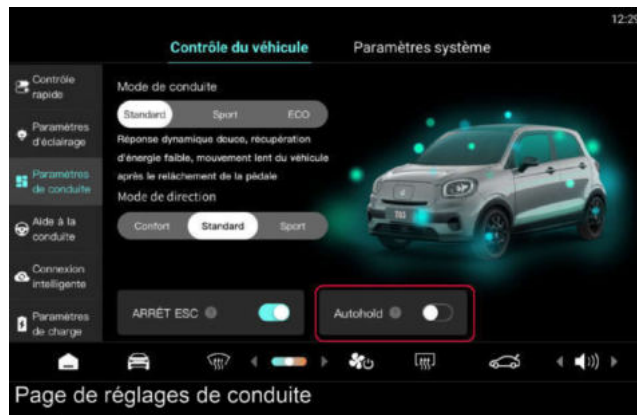 12:29
Contrôle du véhicule
Paramètres système
Contrôle
rapide
Paramètres
d'éclairage
Paramètres
de conduite
Aide à la
conduite
Connexion
intelligente
Paramètres
de charge
Mode de conduite
Standard Sport ECO
Réponse dynamique douce, récupération
d'énergie faible, mouvement lent du véhicule
après le relâchement de la pédale
Mode de direction
Confort Standard Sport
T03
ARRÊT ESC
Autohold
Page de réglages de conduite